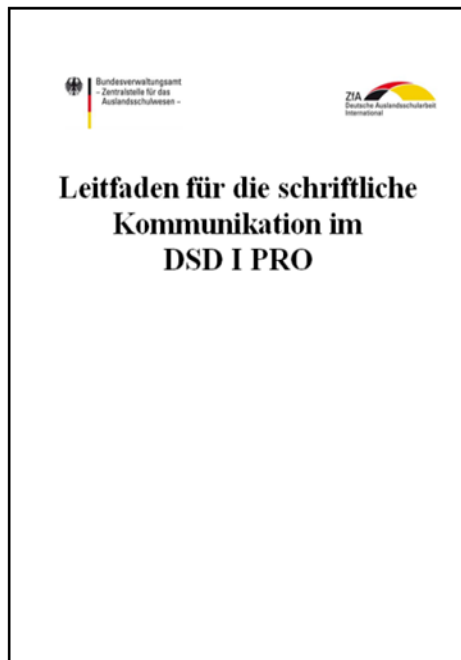 Bundesverwaltungsamt
– Zentralstelle für das
Auslandsschulwesen –
ZfA
Deutsche Auslandsschularbeit
International
Leitfaden für die schriftliche
Kommunikation im
DSD I PRO